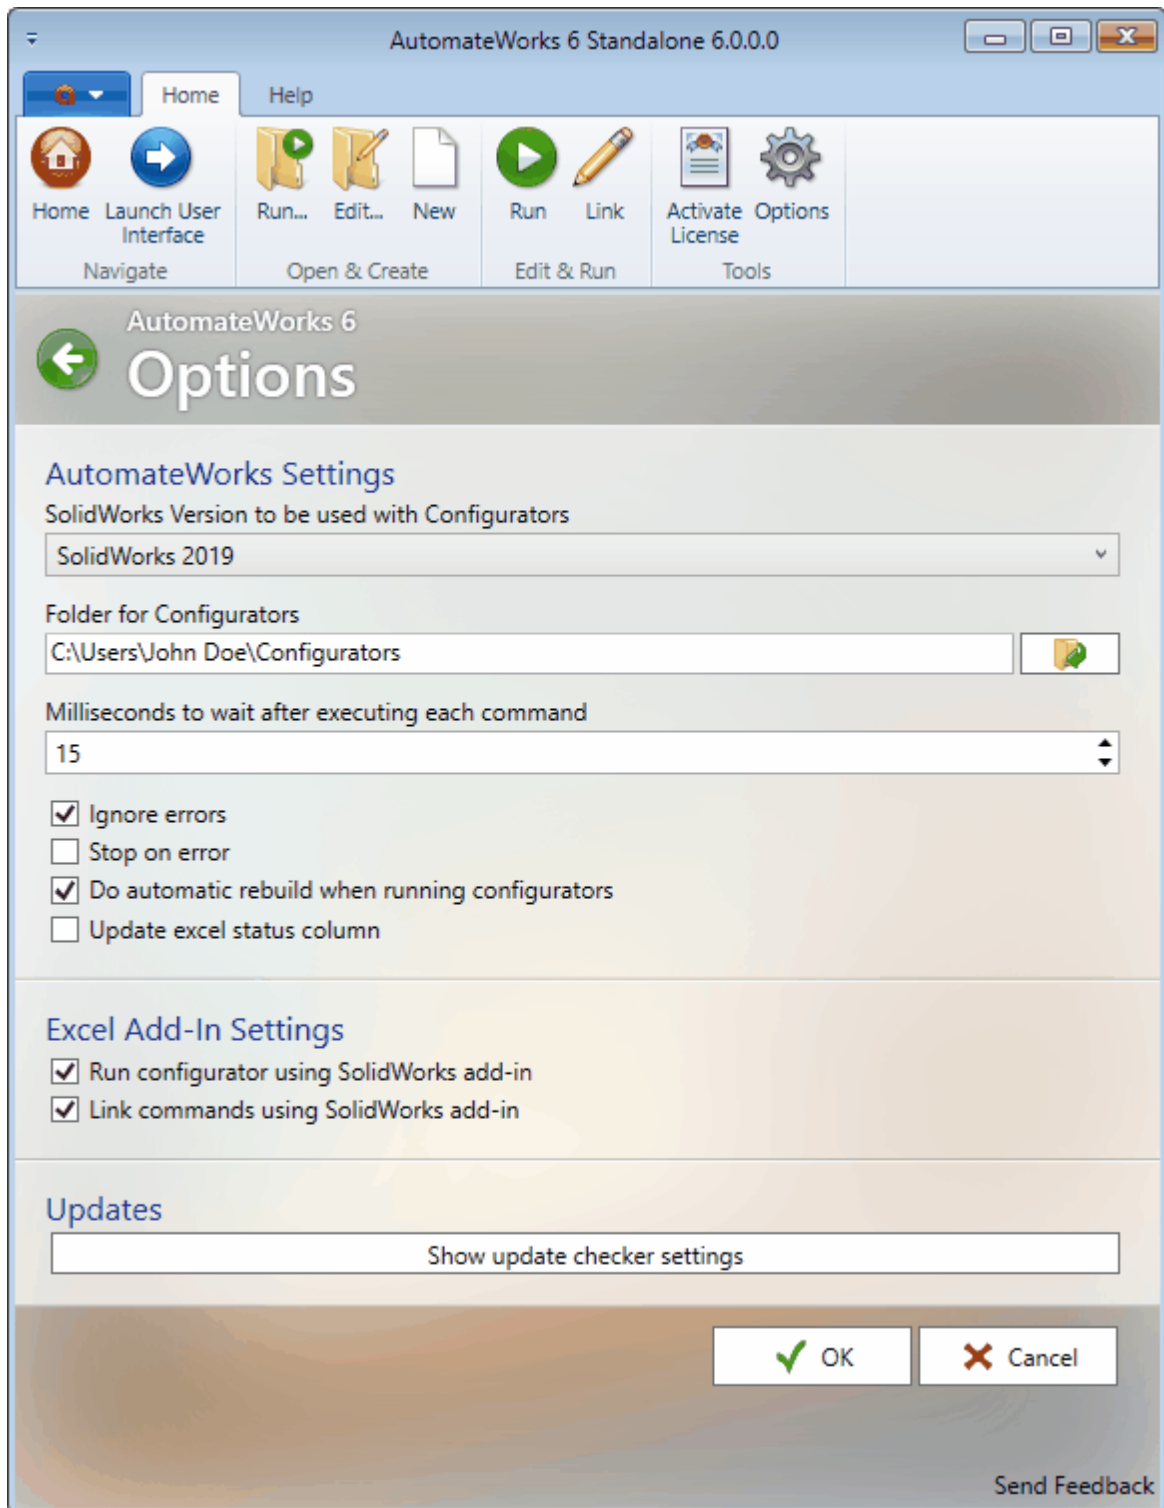 AutomateWorks 6 Standalone 6.0.0.0
Home Help
Home Launch User Interface Run... Edit... New Run Link Activate License Options
Navigate Open & Create Edit & Run Tools
AutomateWorks 6
Options
AutomateWorks Settings
SolidWorks Version to be used with Configurators
SolidWorks 2019
Folder for Configurators
C:\Users\John Doe\Configurators
Milliseconds to wait after executing each command
15
Ignore errors
Stop on error
Do automatic rebuild when running configurators
Update excel status column
Excel Add-In Settings
Run configurator using SolidWorks add-in
Link commands using SolidWorks add-in
Updates
Show update checker settings
OK Cancel
Send Feedback